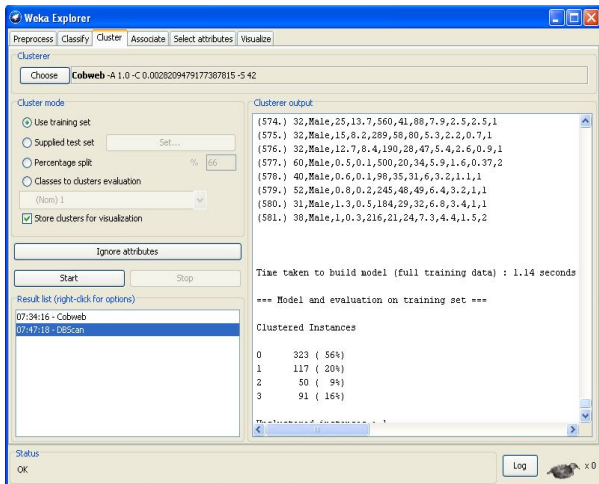 Weka Explorer
Preprocess Classify Cluster Associate Select attributes Visualize
Clusterer
Choose Cobweb -A 1.0 -C 0.0028209479177387815 -S 42
Cluster mode
Use training set
Supplied test set Set...
Percentage split % 66
Classes to clusters evaluation
(Nom) 1
Store clusters for visualization
Ignore attributes
Start Stop
Result list (right-click for options)
07:34:16 - Cobweb
07:47:18 - DBScan
Clusterer output
(574.) 32,Male,25,13.7,560,41,88,7.9,2.5,2.5,1
(575.) 32,Male,15,8.2,289,58,80,5.3,2.2,0.7,1
(576.) 32,Male,12.7,8.4,190,28,47,5.4,2.6,0.9,1
(577.) 60,Male,0.5,0.1,500,20,34,5.9,1.6,0.37,2
(578.) 40,Male,0.6,0.1,98,35,31,6,3.2,1.1,1
(579.) 52,Male,0.8,0.2,245,48,49,6.4,3.2,1,1
(580.) 31,Male,1.3,0.5,184,29,32,6.8,3.4,1,1
(581.) 38,Male,1,0.3,216,21,24,7.3,4.4,1.5,2
Time taken to build model (full training data) : 1.14 seconds
=== Model and evaluation on training set ===
Clustered Instances
0 323 ( 56%)
1 117 ( 20%)
2 50 ( 9%)
3 91 ( 16%)
Unclustered instances : 1
Status
OK
Log
x 0